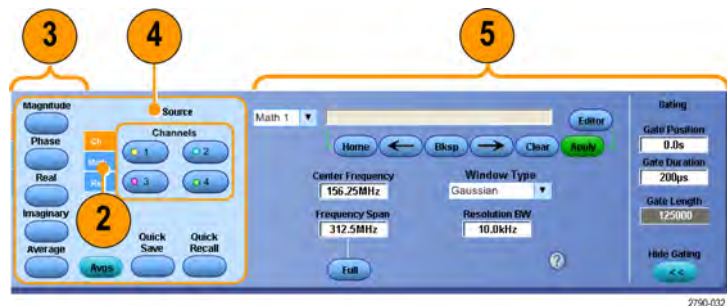 3
4
5
2
Magnitude
Phase
Real
Imaginary
Average
Source
Ch
Channels
1
2
3
4
Avgs
Quick Save
Quick Recall
Math 1
Editor
Home
Bksp
Clear
Apply
Center Frequency
156.25MHz
Window Type
Gaussian
Frequency Span
312.5MHz
Resolution BW
10.0kHz
Full
?
Gating
Gate Position
0.0s
Gate Duration
200µs
Gate Length
125000
Hide Gating
<<
2790-032